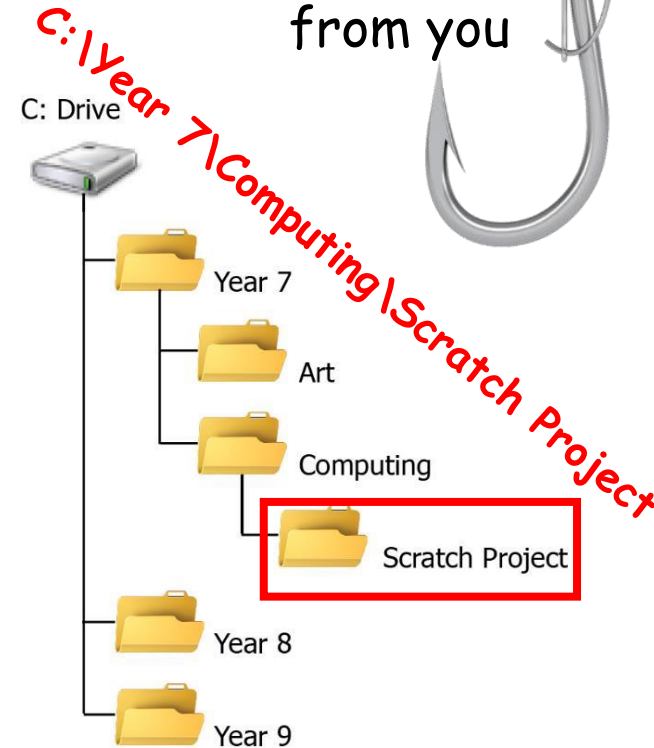 from you
C:\Year 7\Computing\Scratch Project
C: Drive
Year 7
Art
Computing
Scratch Project
Year 8
Year 9